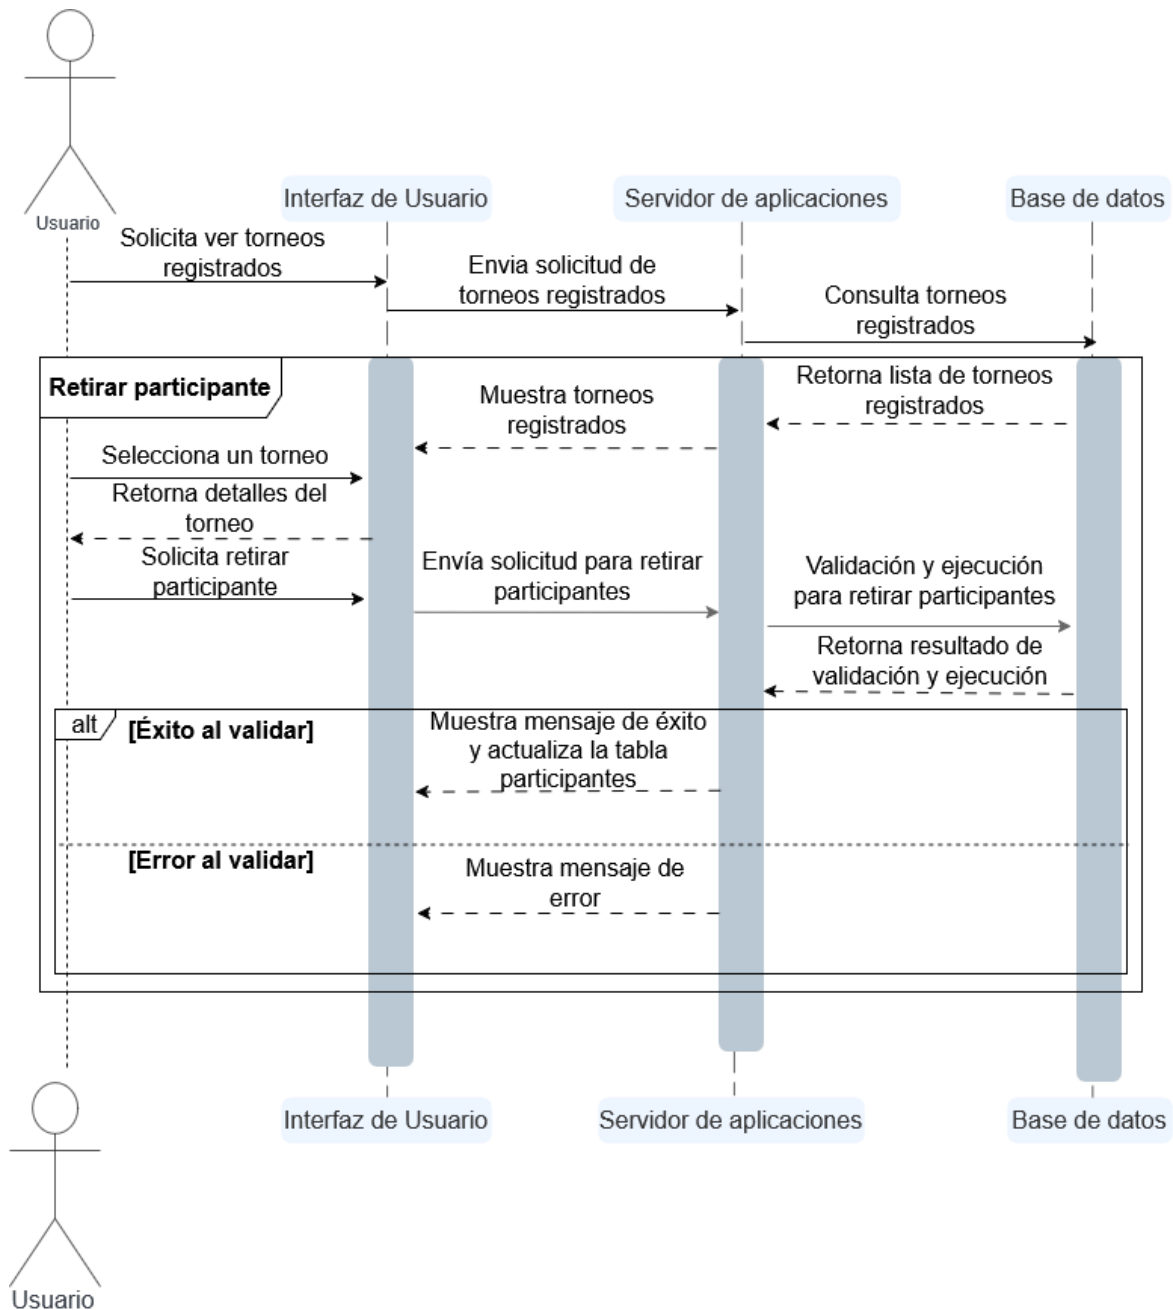 Usuario
Interfaz de Usuario
Servidor de aplicaciones
Base de datos
Solicita ver torneos
registrados
Envia solicitud de
torneos registrados
Consulta torneos
registrados
Retirar participante
Retorna lista de torneos
registrados
Muestra torneos
registrados
Selecciona un torneo
Retorna detalles del
torneo
Solicita retirar
participante
Envía solicitud para retirar
participantes
Validación y ejecución
para retirar participantes
Retorna resultado de
validación y ejecución
alt
[Éxito al validar]
Muestra mensaje de éxito
y actualiza la tabla
participantes
[Error al validar]
Muestra mensaje de
error
Interfaz de Usuario
Servidor de aplicaciones
Base de datos
Usuario